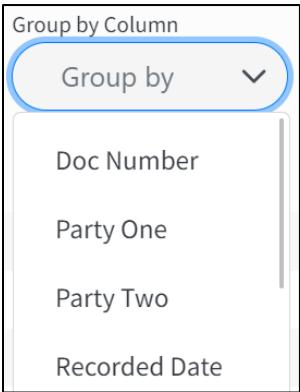 Group by Column
Group by
Doc Number
Party One
Party Two
Recorded Date